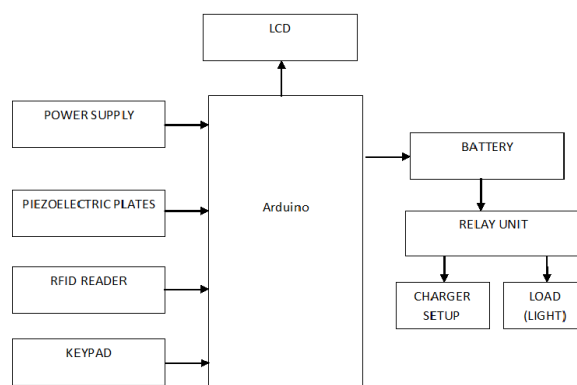 LCD
POWER SUPPLY
BATTERY
PIEZOELECTRIC PLATES
Arduino
RELAY UNIT
RFID READER
CHARGER
SETUP
LOAD
(LIGHT)
KEYPAD